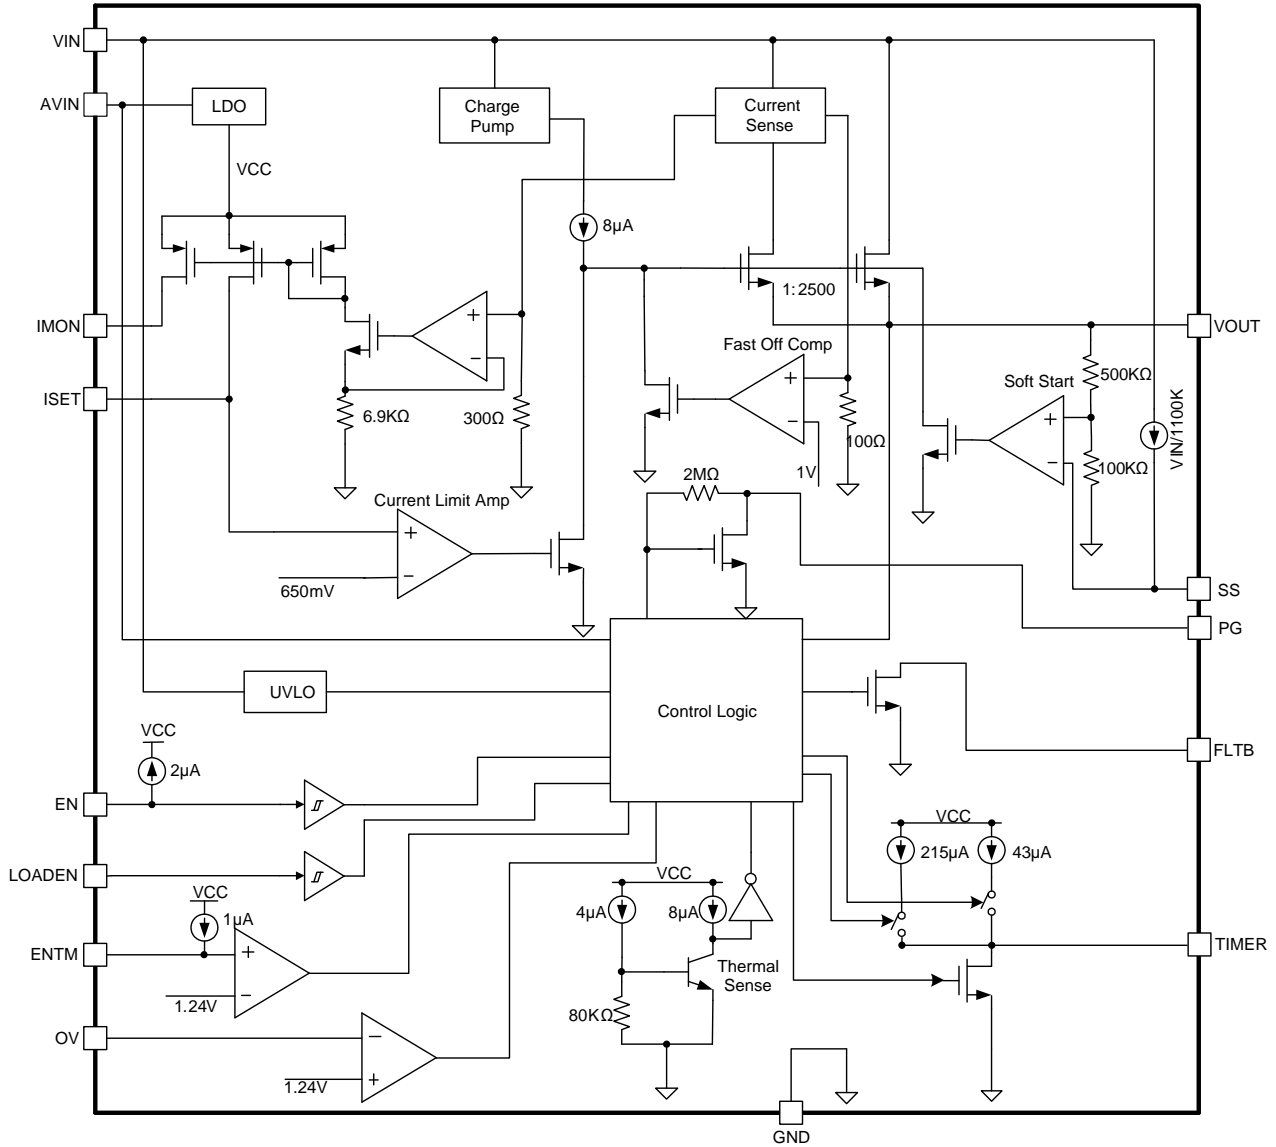 VIN
AVIN
LDO
Charge
Pump
Current
Sense
VCC
8µA
1:2500
IMON
VOUT
Fast Off Comp
+
−
+
−
Soft Start
500KΩ
ISET
6.9KΩ
300Ω
100Ω
+
−
100KΩ
VIN/1100K
1V
2MΩ
Current Limit Amp
+
−
650mV
SS
PG
UVLO
Control Logic
VCC
2µA
FLTB
EN
VCC
215µA
43µA
LOADEN
VCC
1µA
VCC
4µA
8µA
ENTM
+
−
1.24V
TIMER
Thermal
Sense
80KΩ
OV
−
+
1.24V
GND